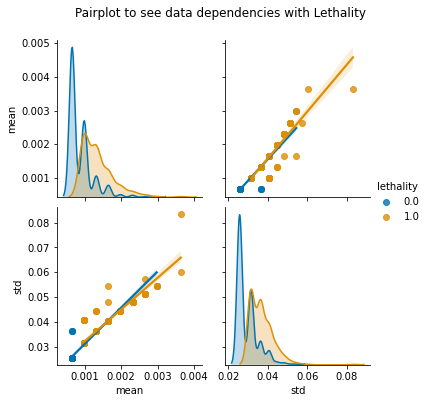 Pairplot to see data dependencies with Lethality
0.005
0.004
0.003
0.002
0.001
mean
lethality
0.0
1.0
0.08
0.07
0.06
0.05
0.04
0.03
std
0.001 0.002 0.003 0.004
mean
0.02 0.04 0.06 0.08
std